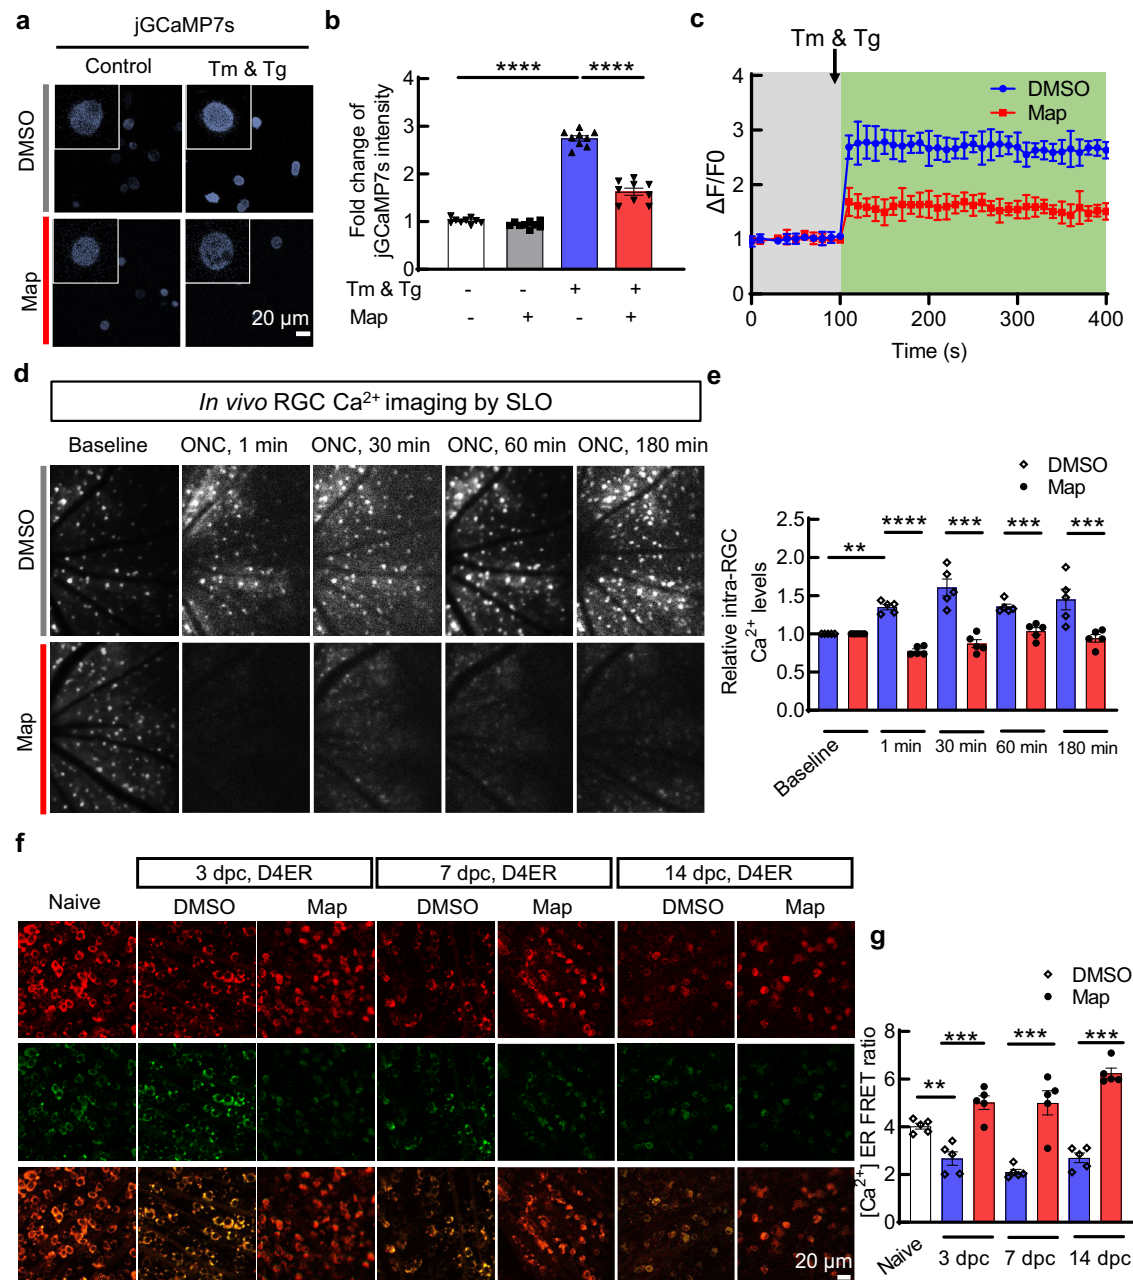 a
jGCaMP7s
Control
Tm & Tg
DMSO
Map
20 µm
b
Fold change of
jGCaMP7s intensity
****
****
4
3
2
1
0
Tm & Tg
-
-
+
+
Map
-
+
-
+
c
Tm & Tg
DMSO
Map
ΔF/F0
4
3
2
1
0
0
100
200
300
400
Time (s)
d
In vivo RGC Ca²⁺ imaging by SLO
Baseline
ONC, 1 min
ONC, 30 min
ONC, 60 min
ONC, 180 min
DMSO
Map
e
DMSO
Map
Relative intra-RGC
Ca²⁺ levels
2.5
2.0
1.5
1.0
0.5
0.0
**
****
***
***
***
Baseline
1 min
30 min
60 min
180 min
f
3 dpc, D4ER
7 dpc, D4ER
14 dpc, D4ER
Naive
DMSO
Map
DMSO
Map
DMSO
Map
20 µm
g
DMSO
Map
[Ca²⁺] ER FRET ratio
8
6
4
2
0
**
***
***
***
Naive
3 dpc
7 dpc
14 dpc